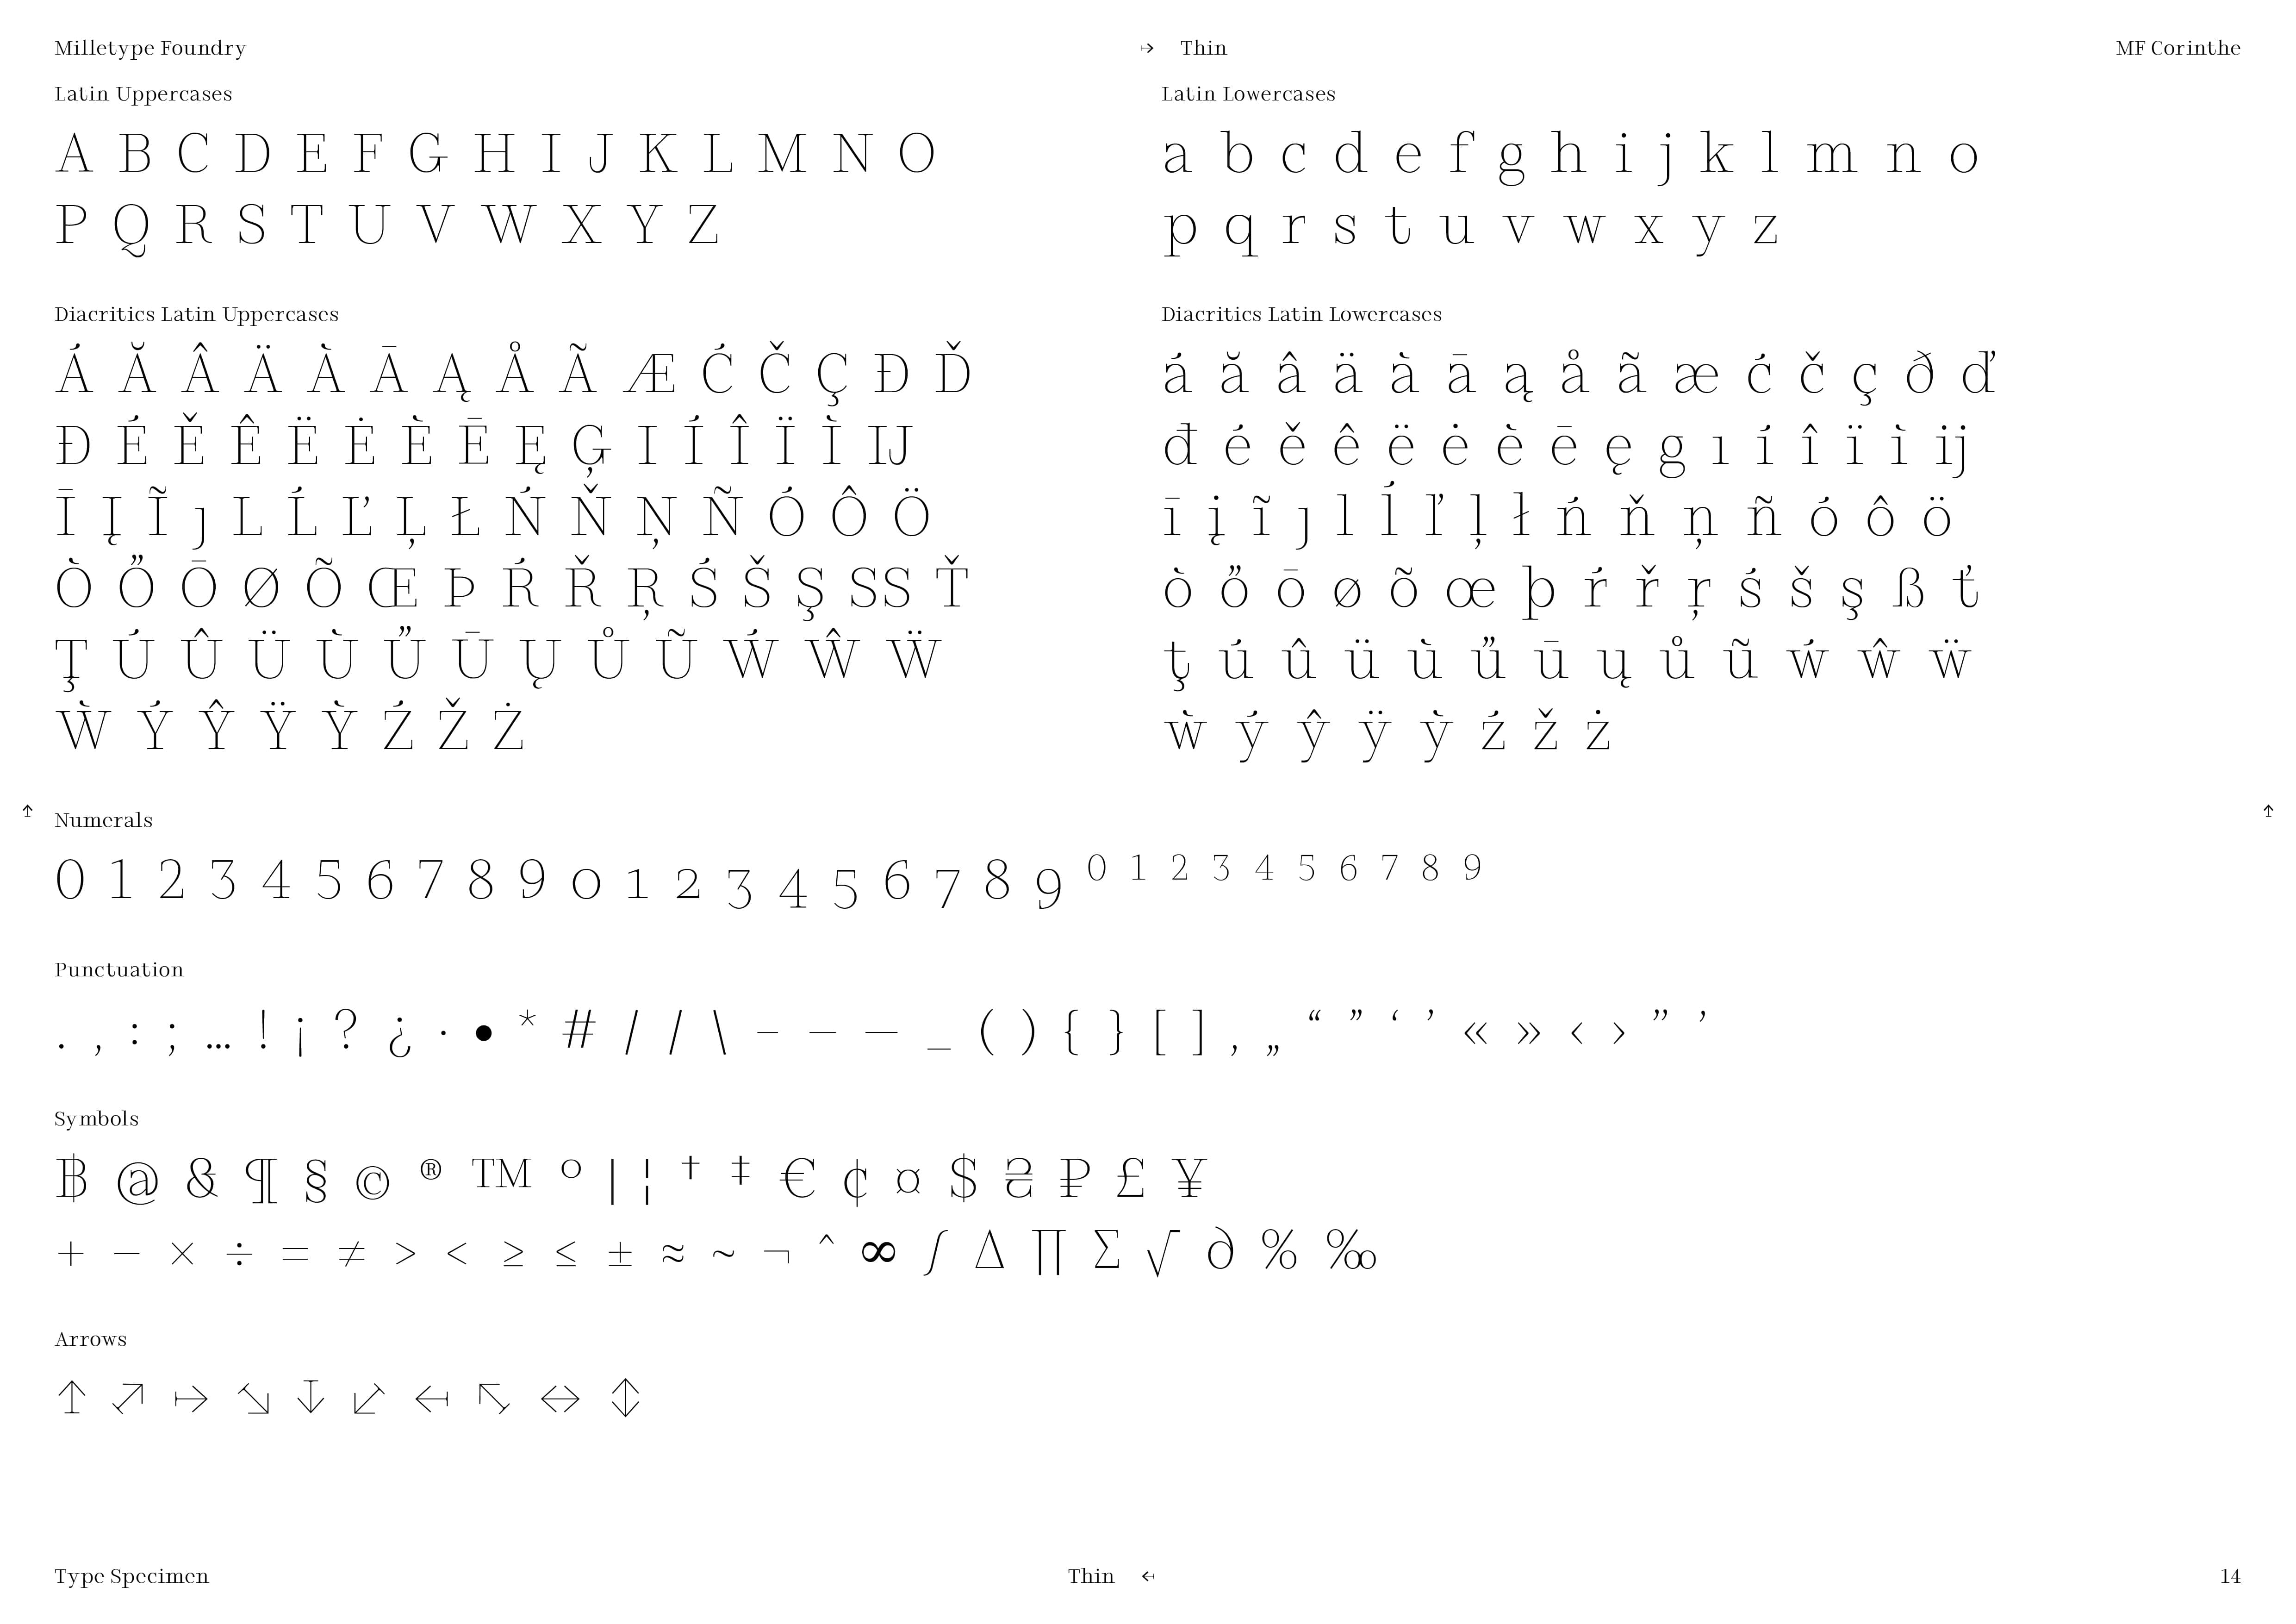 Milletype Foundry
↦ Thin
MF Corinthe
Latin Uppercases
A B C D E F G H I J K L M N O
P Q R S T U V W X Y Z
Latin Lowercases
a b c d e f g h i j k l m n o
p q r s t u v w x y z
Diacritics Latin Uppercases
Á Ă Â Ä À Ā Ą Å Ã Æ Ć Č Ç Ð Ď
Đ É Ě Ê Ë Ė È Ē Ę Ģ I Í Î Ï Ì IJ
Ī Į Ĩ ȷ L Ĺ Ľ Ļ Ł Ń Ň Ņ Ñ Ó Ô Ö
Ò Ő Ō Ø Õ Œ Þ Ŕ Ř Ŗ Ś Š Ş SS Ť
Ţ Ú Û Ü Ù Ű Ū Ų Ů Ũ Ẃ Ŵ Ẅ
Ẁ Ý Ŷ Ÿ Ỳ Ź Ž Ż
Diacritics Latin Lowercases
á ă â ä à ā ą å ã æ ć č ç ð ď
đ é ě ê ë ė è ē ę g ı í î ï ì ij
ī į ĩ ȷ l ĺ ľ ļ ł ń ň ņ ñ ó ô ö
ò ő ō ø õ œ þ ŕ ř ŗ ś š ş ß ť
ţ ú û ü ù ű ū ų ů ũ ẃ ŵ ẅ
ẁ ý ŷ ÿ ỳ ź ž ż
↥ Numerals ↥
0 1 2 3 4 5 6 7 8 9 0 1 2 3 4 5 6 7 8 9 ⁰ ¹ ² ³ ⁴ ⁵ ⁶ ⁷ ⁸ ⁹
Punctuation
. , : ; … ! ¡ ? ¿ · • * # / / \ - – — _ ( ) { } [ ] ‚ „ “ ” ‘ ’ « » ‹ › ” ’
Symbols
฿ @ & ¶ § © ® ™ ° | ¦ † ‡ € ¢ ¤ $ ₴ ₽ £ ¥
+ − × ÷ = ≠ > < ≥ ≤ ± ≈ ~ ¬ ^ ∞ ∫ ∆ ∏ ∑ √ ∂ % ‰
Arrows
↑ ↗ ↦ ↘ ↓ ↙ ↤ ↖ ↔ ↕
Type Specimen
Thin ↤
14